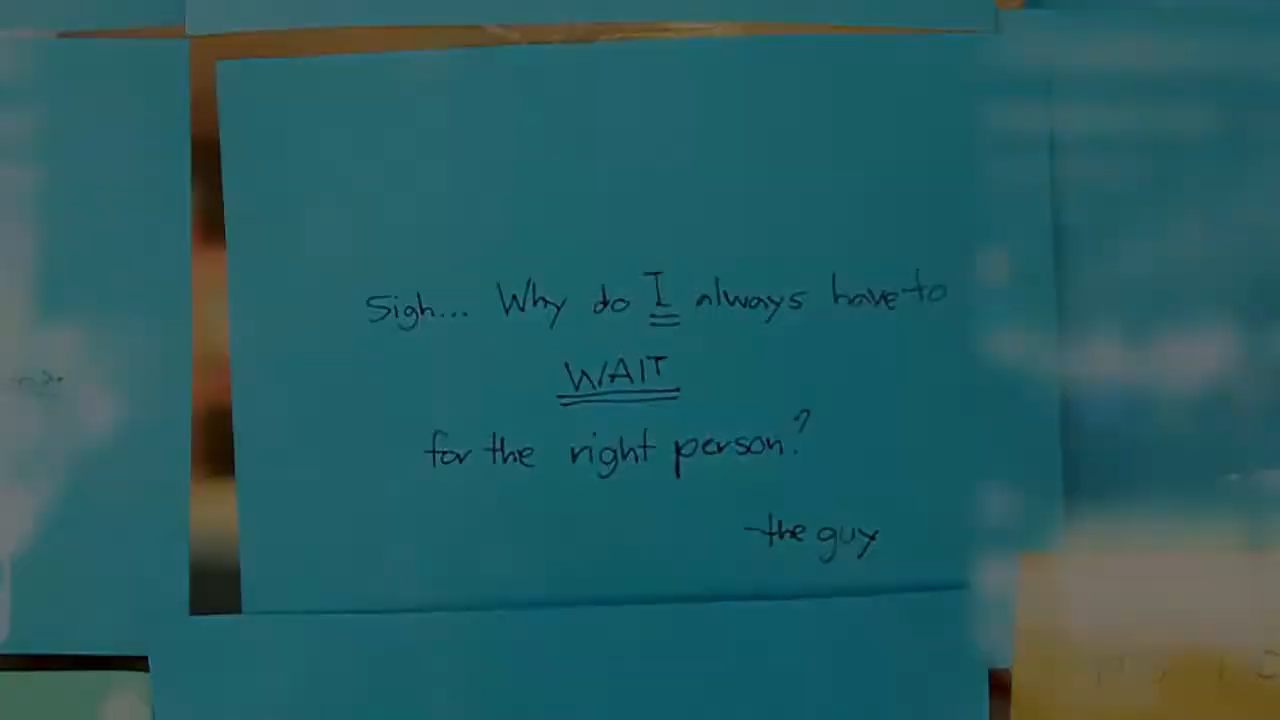 Sigh... Why do I always have to
WAIT
for the right person?
-the guy